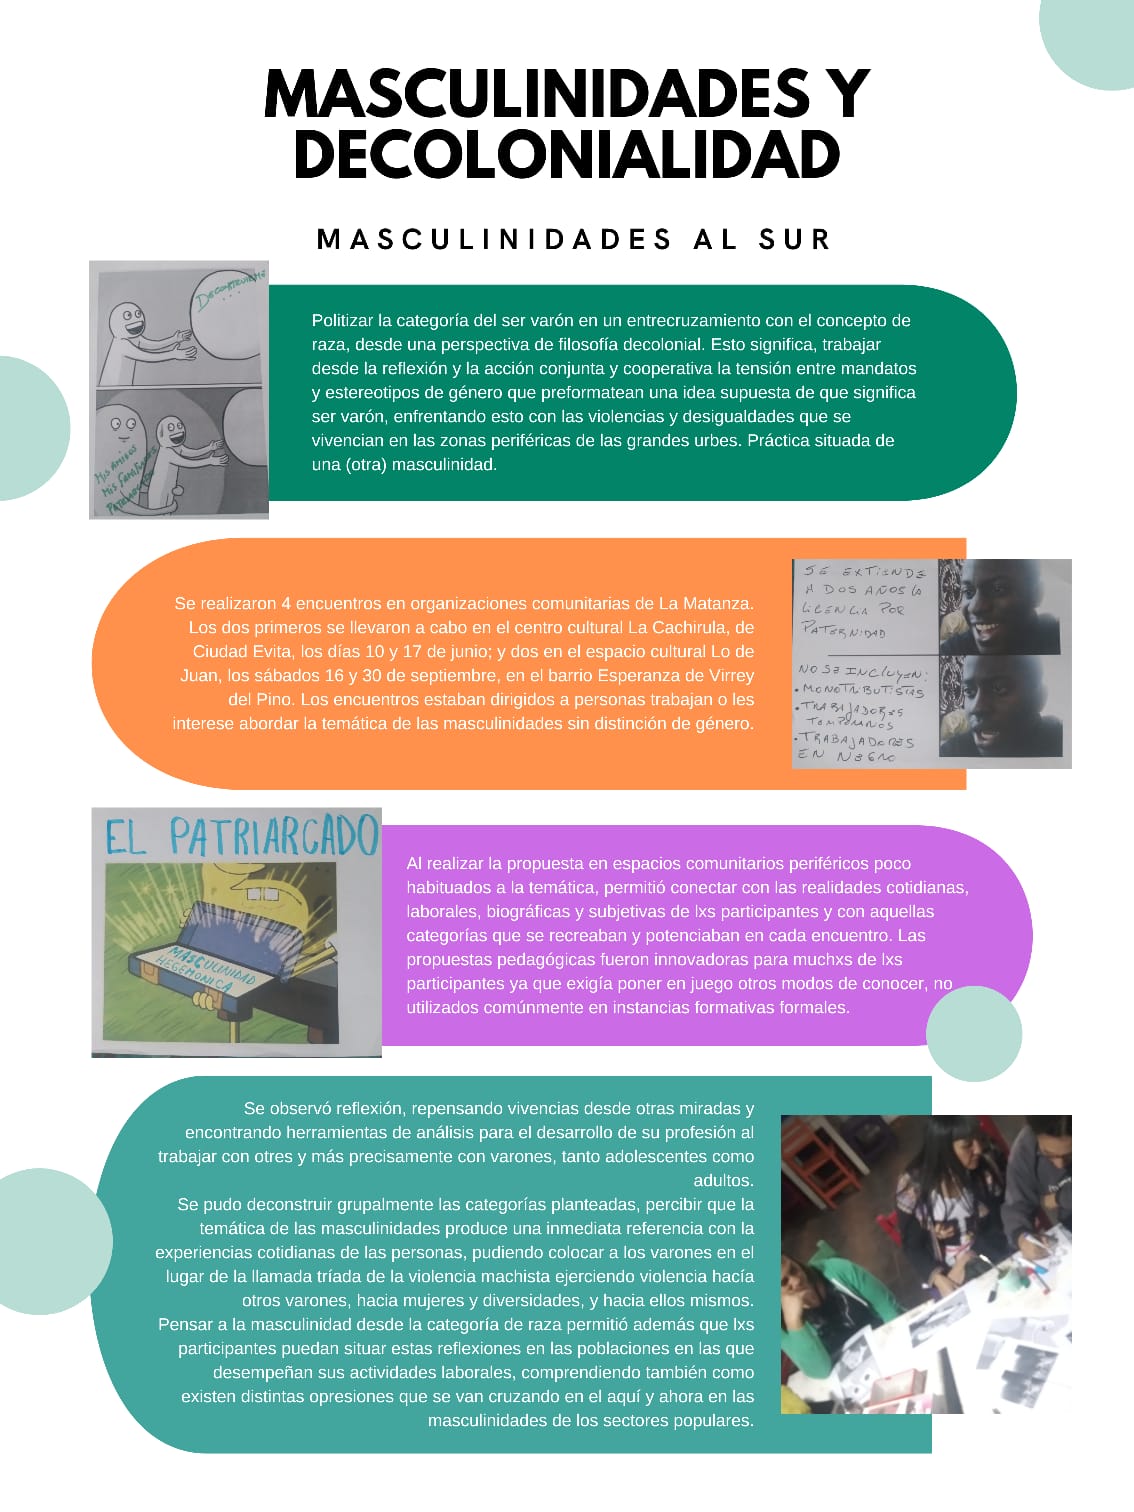 MASCULINIDADES Y
DECOLONIALIDAD
MASCULINIDADES AL SUR
DECONSTRUIRME
....
MIS AMIGOS
MIS FAMILIARES
Politizar la categoría del ser varón en un entrecruzamiento con el concepto de
raza, desde una perspectiva de filosofía decolonial. Esto significa, trabajar
desde la reflexión y la acción conjunta y cooperativa la tensión entre mandatos
y estereotipos de género que preformatean una idea supuesta de que significa
ser varón, enfrentando esto con las violencias y desigualdades que se
vivencian en las zonas periféricas de las grandes urbes. Práctica situada de
una (otra) masculinidad.
Se realizaron 4 encuentros en organizaciones comunitarias de La Matanza.
Los dos primeros se llevaron a cabo en el centro cultural La Cachirula, de
Ciudad Evita, los días 10 y 17 de junio; y dos en el espacio cultural Lo de
Juan, los sábados 16 y 30 de septiembre, en el barrio Esperanza de Virrey
del Pino. Los encuentros estaban dirigidos a personas trabajan o les
interese abordar la temática de las masculinidades sin distinción de género.
SE EXTIENDE
A DOS AÑOS LA
LICENCIA POR
PATERNIDAD
NO SE INCLUYEN:
• MONOTRIBUTISTAS
• TRABAJADORES
TEMPORARIOS
• TRABAJADORES
EN NEGRO
EL PATRIARCADO
MASCULINIDAD
HEGEMONICA
Al realizar la propuesta en espacios comunitarios periféricos poco
habituados a la temática, permitió conectar con las realidades cotidianas,
laborales, biográficas y subjetivas de lxs participantes y con aquellas
categorías que se recreaban y potenciaban en cada encuentro. Las
propuestas pedagógicas fueron innovadoras para muchxs de lxs
participantes ya que exigía poner en juego otros modos de conocer, no
utilizados comúnmente en instancias formativas formales.
Se observó reflexión, repensando vivencias desde otras miradas y
encontrando herramientas de análisis para el desarrollo de su profesión al
trabajar con otres y más precisamente con varones, tanto adolescentes como
adultos.
Se pudo deconstruir grupalmente las categorías planteadas, percibir que la
temática de las masculinidades produce una inmediata referencia con la
experiencias cotidianas de las personas, pudiendo colocar a los varones en el
lugar de la llamada tríada de la violencia machista ejerciendo violencia hacía
otros varones, hacia mujeres y diversidades, y hacia ellos mismos.
Pensar a la masculinidad desde la categoría de raza permitió además que lxs
participantes puedan situar estas reflexiones en las poblaciones en las que
desempeñan sus actividades laborales, comprendiendo también como
existen distintas opresiones que se van cruzando en el aquí y ahora en las
masculinidades de los sectores populares.